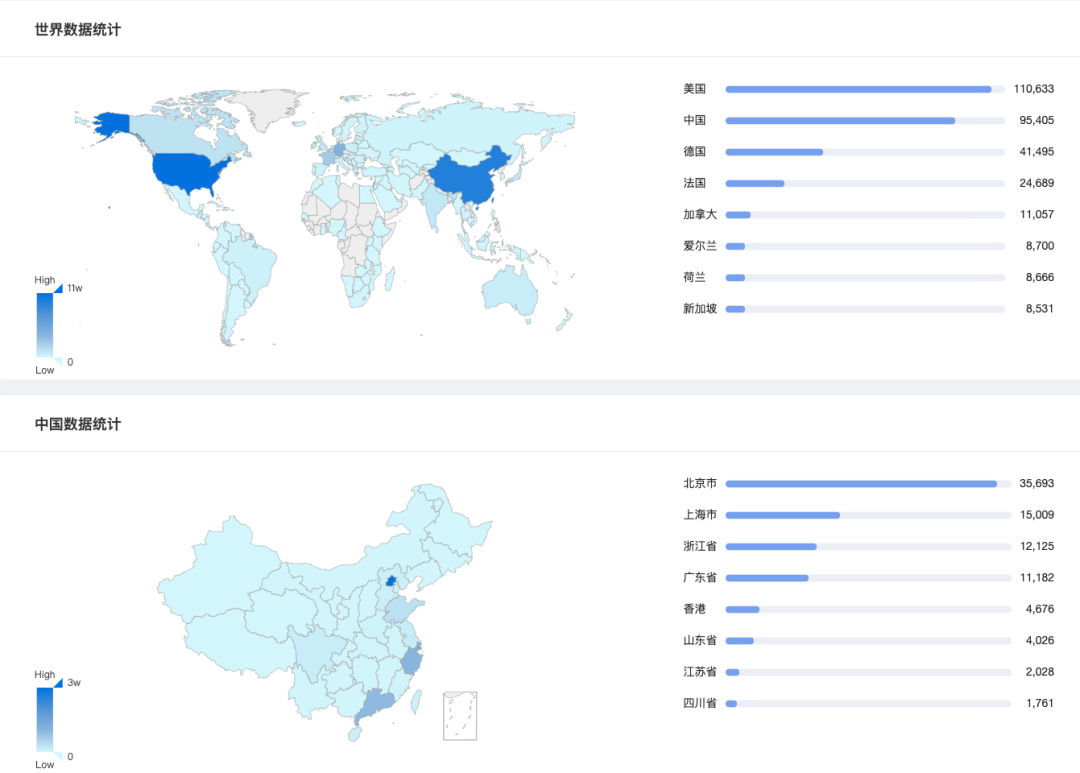 世界数据统计
美国 110,633
中国 95,405
德国 41,495
法国 24,689
加拿大 11,057
爱尔兰 8,700
荷兰 8,666
新加坡 8,531
High
11w
0
Low
中国数据统计
北京市 35,693
上海市 15,009
浙江省 12,125
广东省 11,182
香港 4,676
山东省 4,026
江苏省 2,028
四川省 1,761
High
3w
0
Low